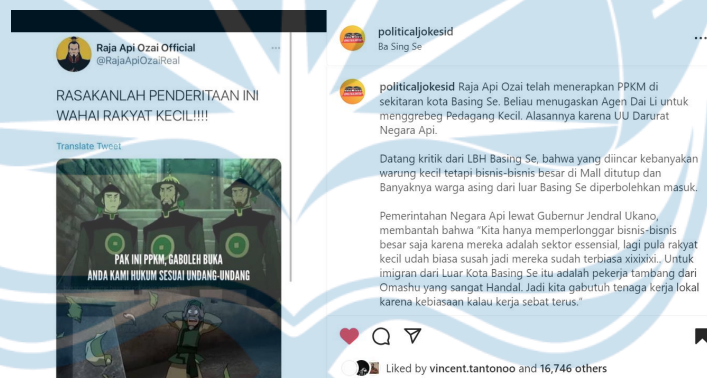 Raja Api Ozai Official
@RajaApiOzaiReal
RASAKANLAH PENDERITAAN INI
WAHAI RAKYAT KECIL!!!!
Translate Tweet
PAK INI PPKM, GABOLEH BUKA
ANDA KAMI HUKUM SESUAI UNDANG-UNDANG
politicaljokesid
Ba Sing Se
politicaljokesid Raja Api Ozai telah menerapkan PPKM di
sekitaran kota Basing Se. Beliau menugaskan Agen Dai Li untuk
menggrebeg Pedagang Kecil. Alasannya karena UU Darurat
Negara Api.
Datang kritik dari LBH Basing Se, bahwa yang diincar kebanyakan
warung kecil tetapi bisnis-bisnis besar di Mall ditutup dan
Banyaknya warga asing dari luar Basing Se diperbolehkan masuk.
Pemerintahan Negara Api lewat Gubernur Jendral Ukano,
membantah bahwa "Kita hanya memperlonggar bisnis-bisnis
besar saja karena mereka adalah sektor essensial, lagi pula rakyat
kecil udah biasa susah jadi mereka sudah terbiasa xixixixi.. Untuk
imigran dari Luar Kota Basing Se itu adalah pekerja tambang dari
Omashu yang sangat Handal. Jadi kita gabutuh tenaga kerja lokal
karena kebiasaan kalau kerja sebat terus."
Liked by vincent.tantonoo and 16,746 others